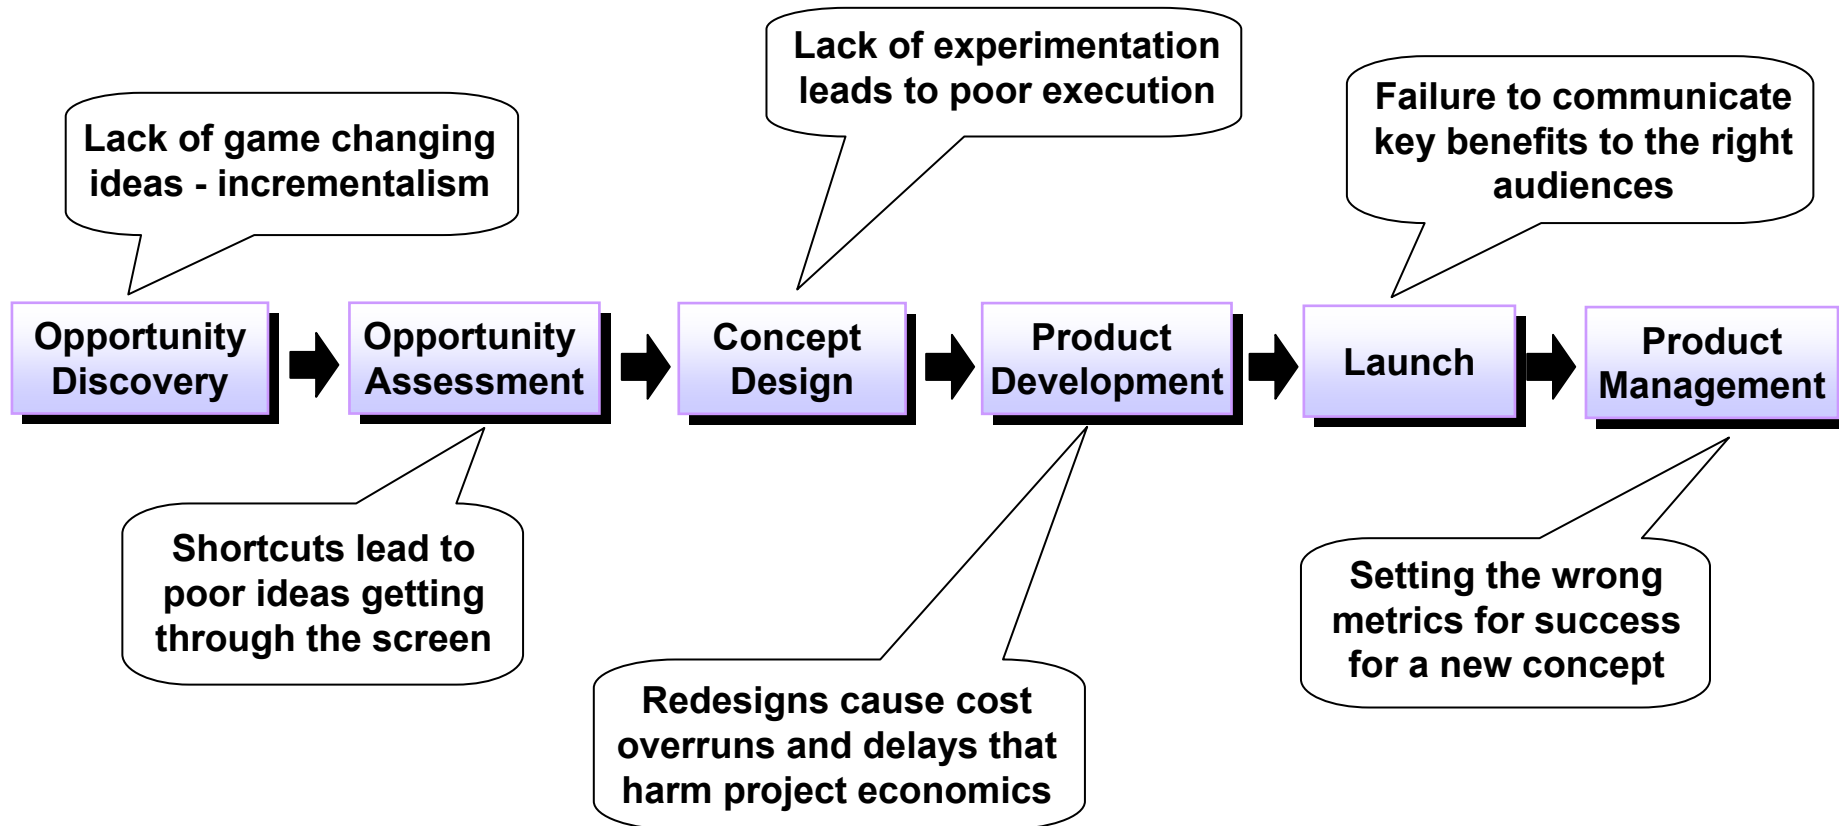 Lack of game changing
ideas - incrementalism
Lack of experimentation
leads to poor execution
Failure to communicate
key benefits to the right
audiences
Opportunity
Discovery
Opportunity
Assessment
Concept
Design
Product
Development
Launch
Product
Management
Shortcuts lead to
poor ideas getting
through the screen
Redesigns cause cost
overruns and delays that
harm project economics
Setting the wrong
metrics for success
for a new concept